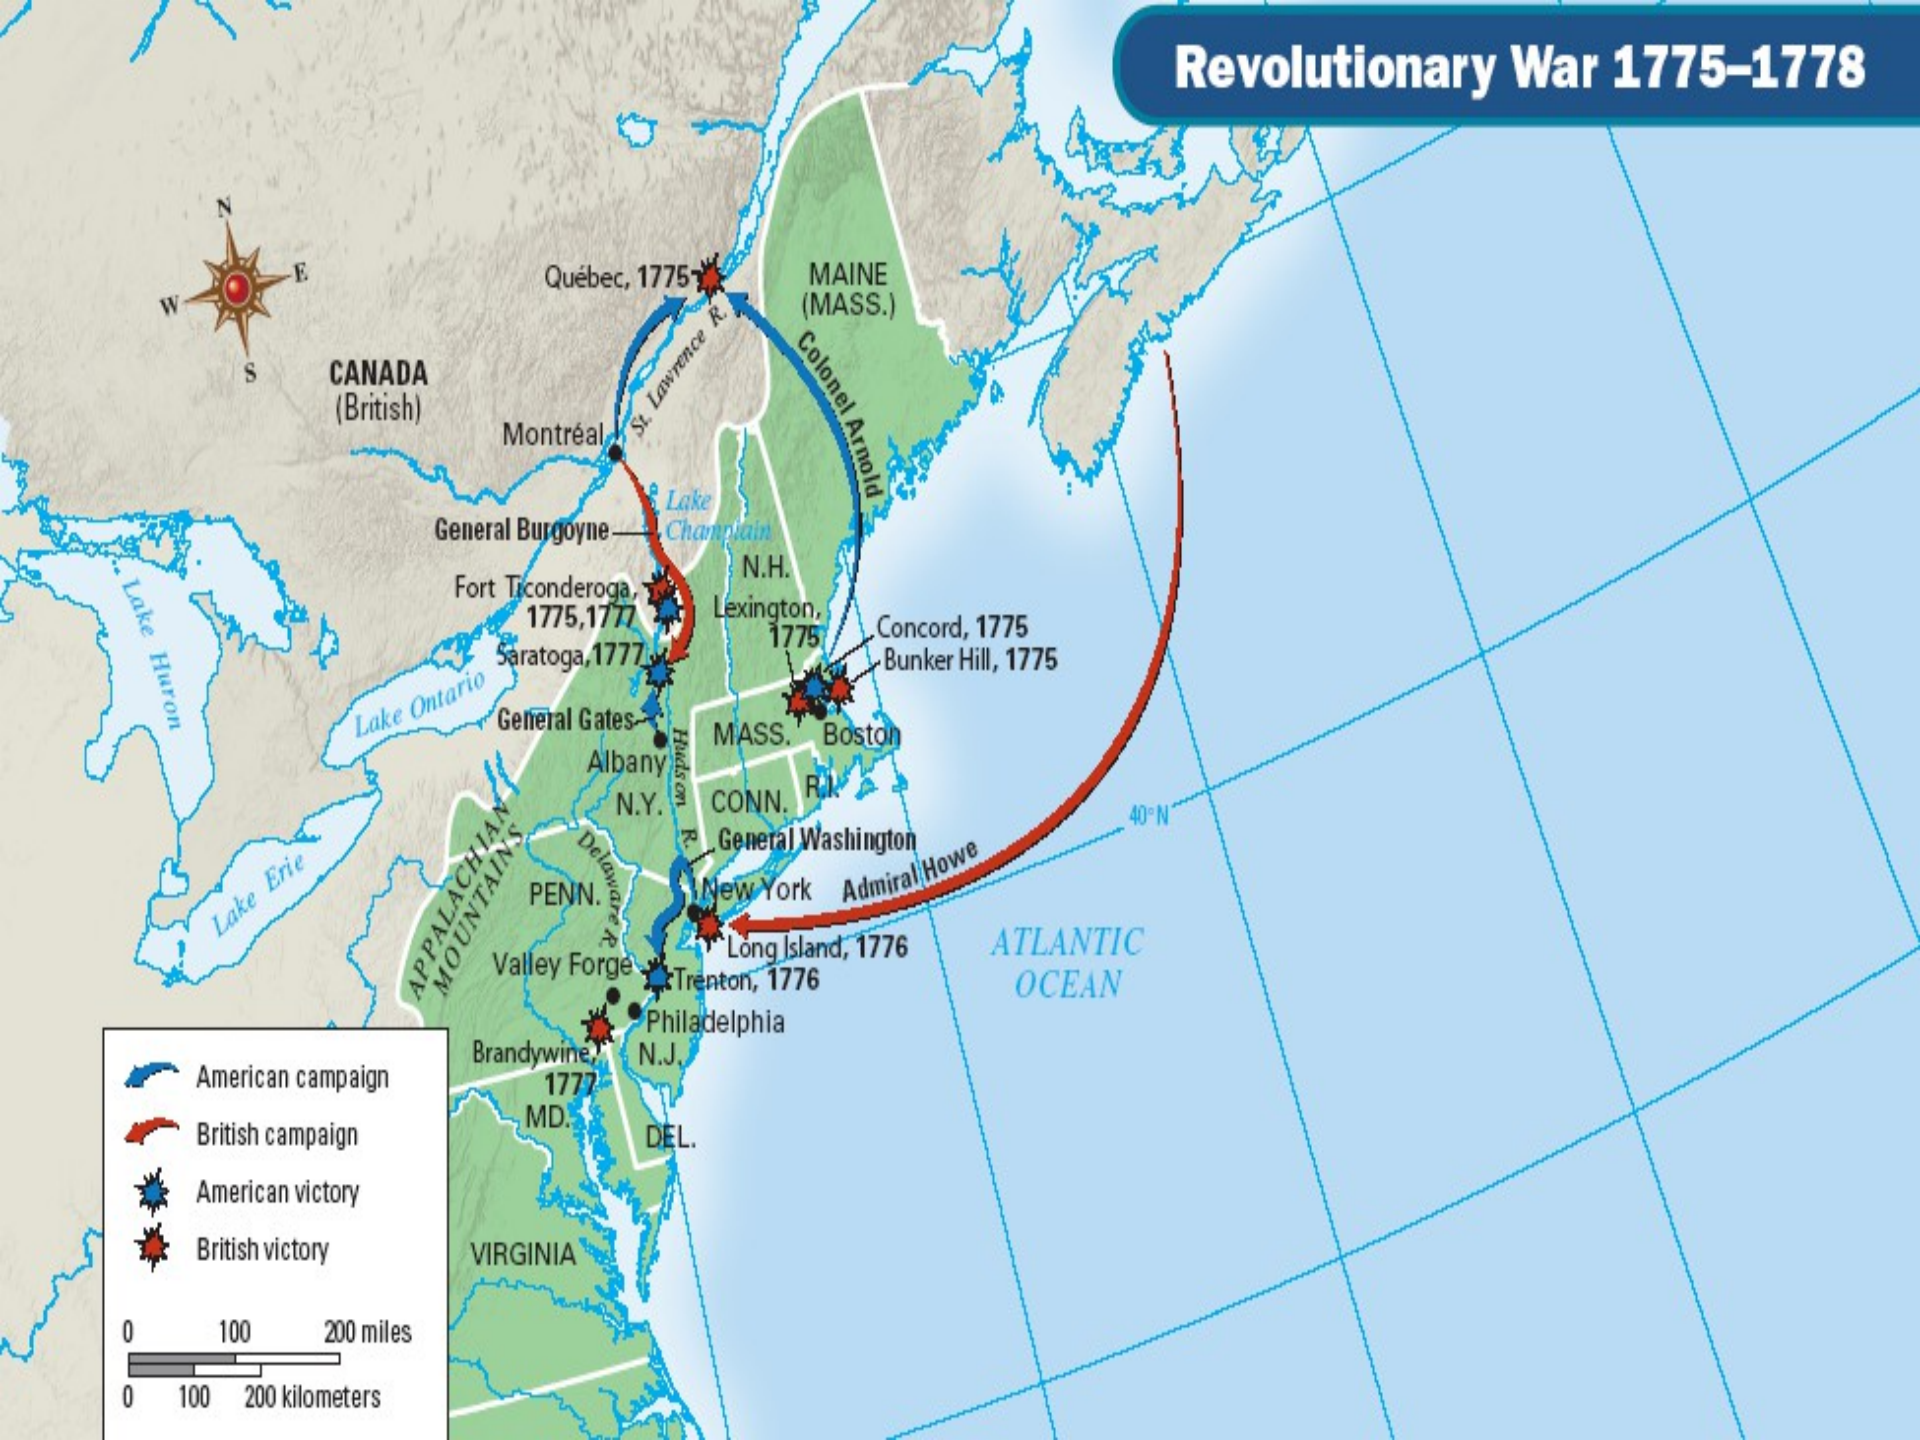 Revolutionary War 1775–1778
N
E
W
S
Québec, 1775
MAINE
(MASS.)
St. Lawrence R.
Colonel Arnold
CANADA
(British)
Montréal
Lake
Champlain
General Burgoyne
N.H.
Fort Ticonderoga,
1775,1777
Lexington,
1775
Concord, 1775
Bunker Hill, 1775
Saratoga,1777
Lake Huron
Lake Ontario
General Gates
Hudson R.
MASS.
Boston
Albany
N.Y.
CONN.
R.I.
40°N
General Washington
APPALACHIAN
MOUNTAINS
Delaware R.
Lake Erie
PENN.
New York
Admiral Howe
Long Island, 1776
ATLANTIC
OCEAN
Valley Forge
Trenton, 1776
Philadelphia
Brandywine,
1777
N.J.
MD.
DEL.
VIRGINIA
American campaign
British campaign
American victory
British victory
0 100 200 miles
0 100 200 kilometers